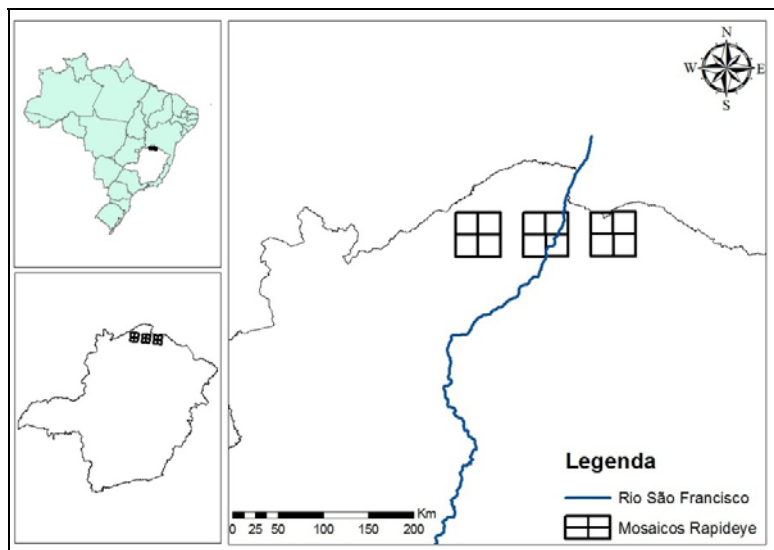 N
W E
S
Legenda
Rio São Francisco
Mosaicos Rapideye
Km
0 25 50 100 150 200